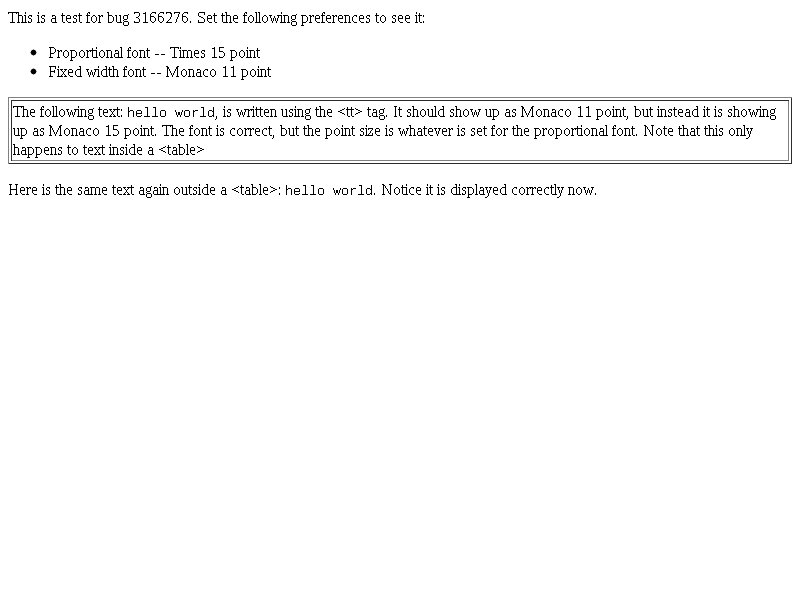 This is a test for bug 3166276. Set the following preferences to see it:
• Proportional font -- Times 15 point
• Fixed width font -- Monaco 11 point
The following text: hello world, is written using the <tt> tag. It should show up as Monaco 11 point, but instead it is showing
up as Monaco 15 point. The font is correct, but the point size is whatever is set for the proportional font. Note that this only
happens to text inside a <table>
Here is the same text again outside a <table>: hello world. Notice it is displayed correctly now.